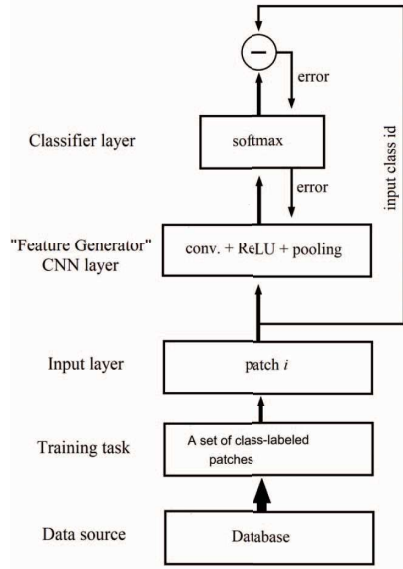 error
Classifier layer
softmax
error
input class id
"Feature Generator"
CNN layer
conv. + ReLU + pooling
Input layer
patch i
Training task
A set of class-labeled
patches
Data source
Database